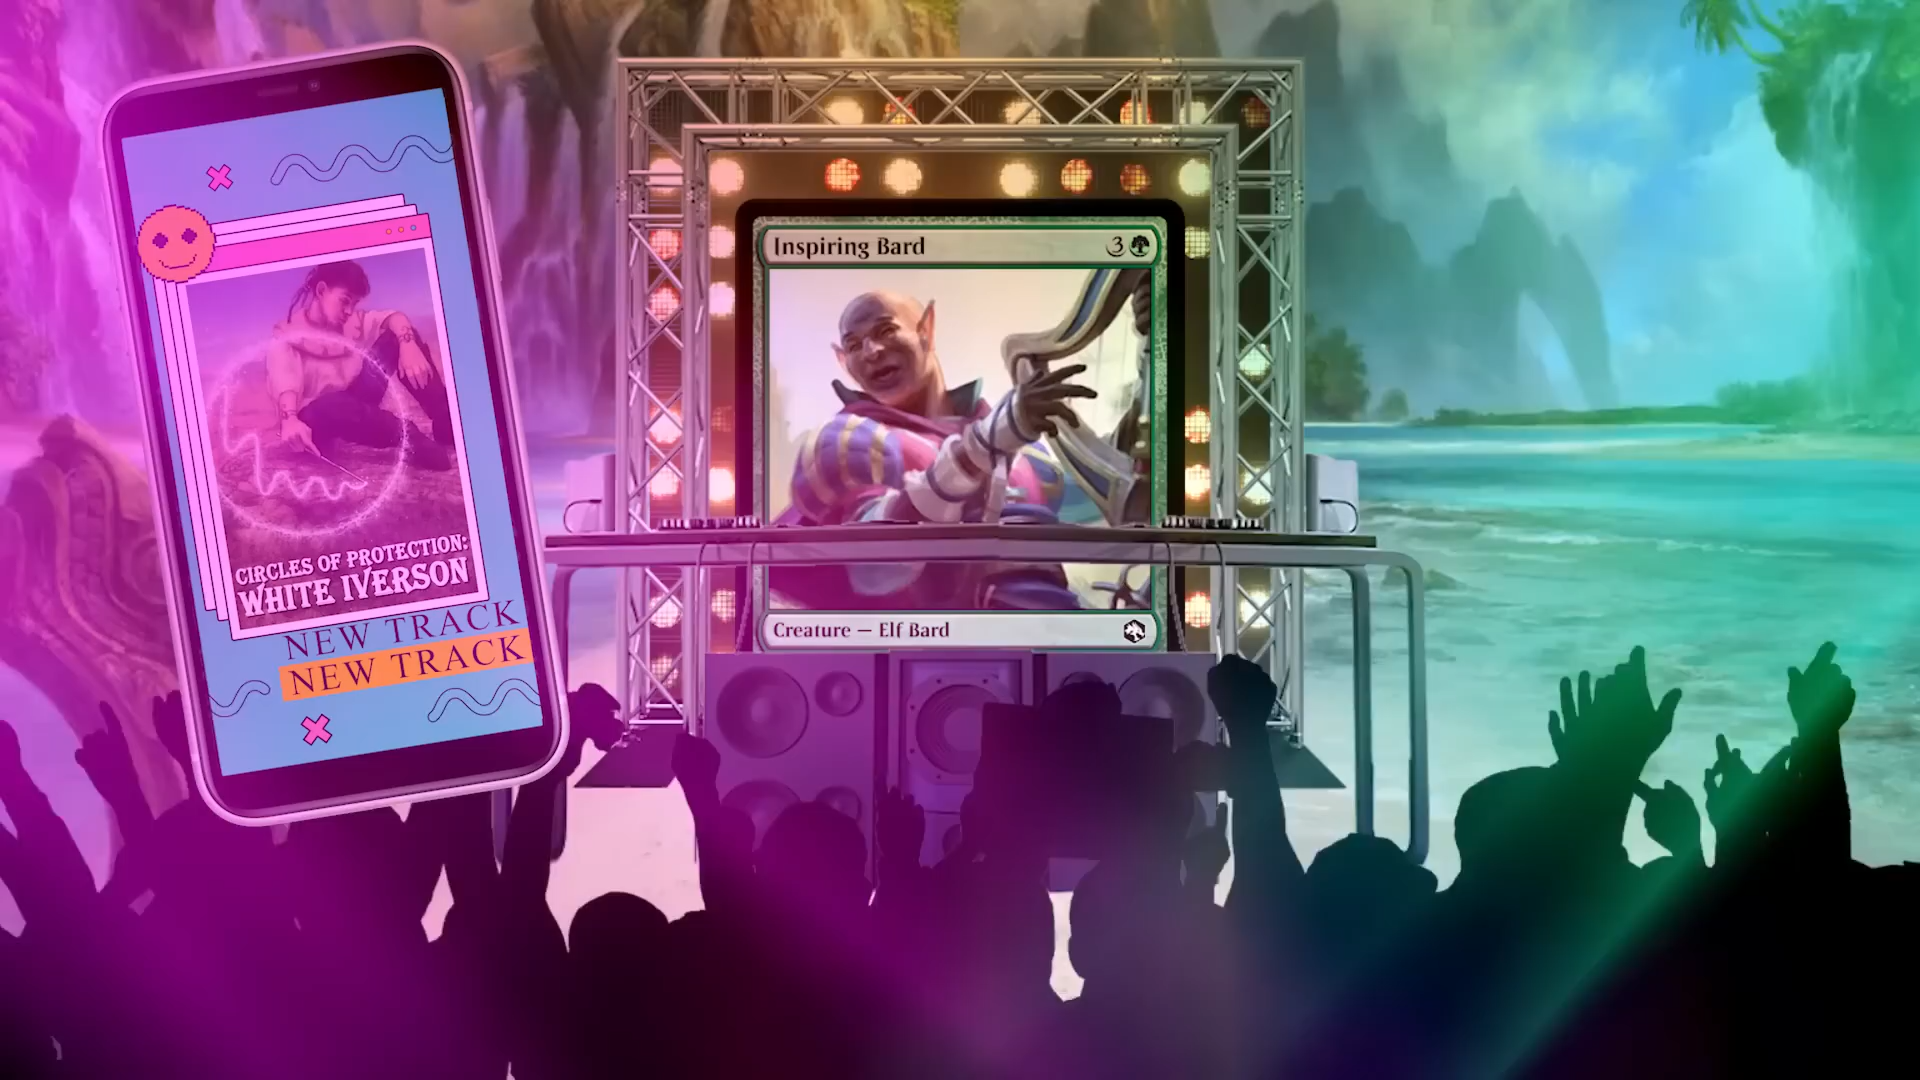 Inspiring Bard 3
Creature — Elf Bard
CIRCLES OF PROTECTION:
WHITE IVERSON
NEW TRACK
NEW TRACK